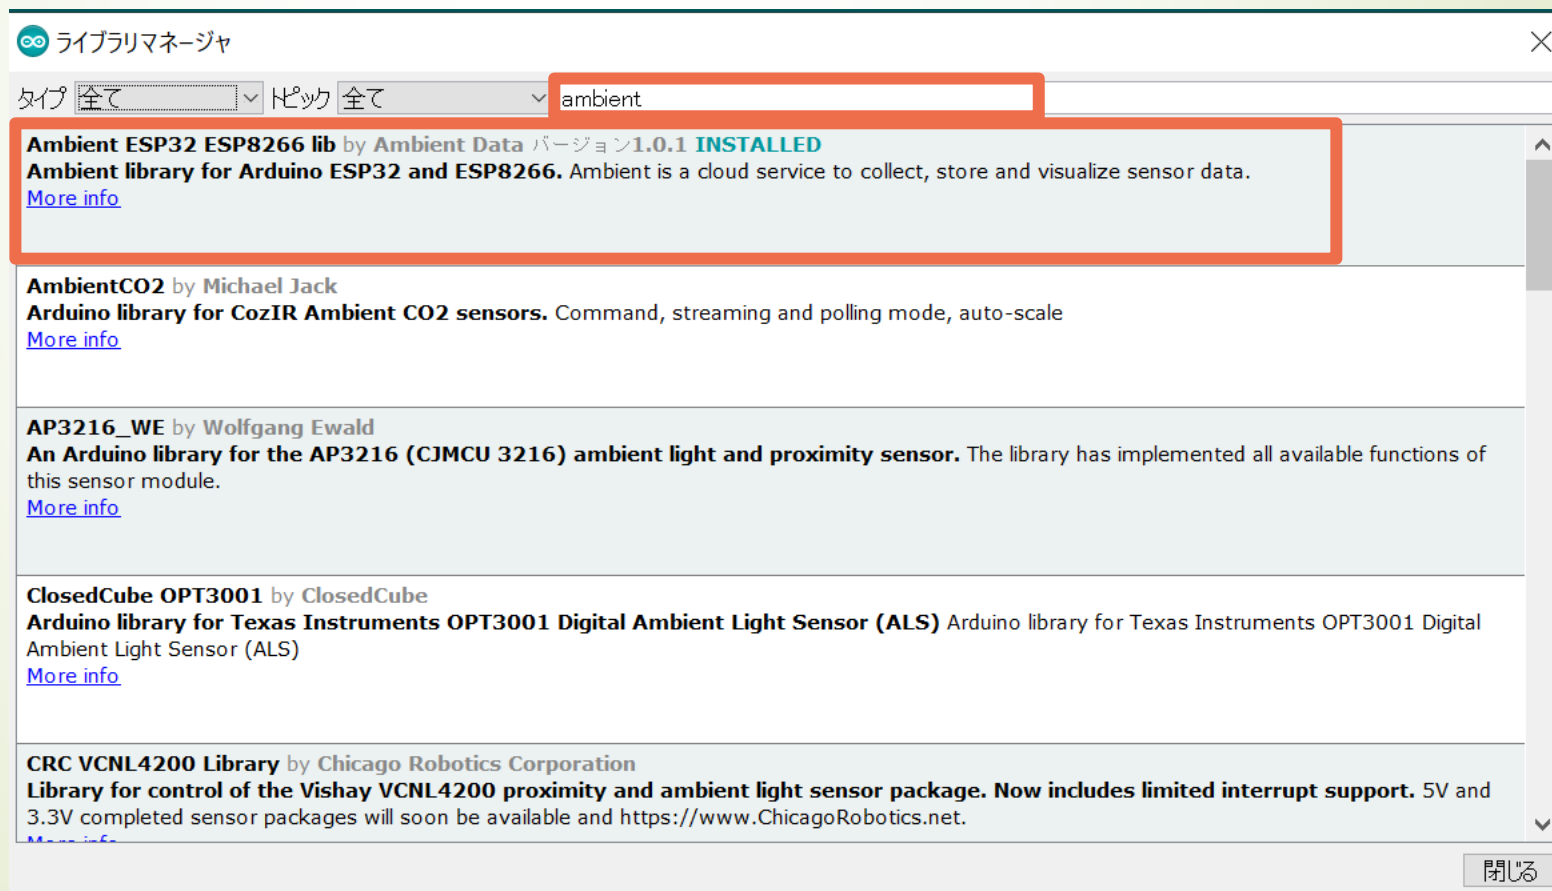 ライブラリマネージャ
タイプ 全て トピック 全て ambient
Ambient ESP32 ESP8266 lib by Ambient Data バージョン1.0.1 INSTALLED
Ambient library for Arduino ESP32 and ESP8266. Ambient is a cloud service to collect, store and visualize sensor data.
More info
AmbientCO2 by Michael Jack
Arduino library for CozIR Ambient CO2 sensors. Command, streaming and polling mode, auto-scale
More info
AP3216_WE by Wolfgang Ewald
An Arduino library for the AP3216 (CJMCU 3216) ambient light and proximity sensor. The library has implemented all available functions of
this sensor module.
More info
ClosedCube OPT3001 by ClosedCube
Arduino library for Texas Instruments OPT3001 Digital Ambient Light Sensor (ALS) Arduino library for Texas Instruments OPT3001 Digital
Ambient Light Sensor (ALS)
More info
CRC VCNL4200 Library by Chicago Robotics Corporation
Library for control of the Vishay VCNL4200 proximity and ambient light sensor package. Now includes limited interrupt support. 5V and
3.3V completed sensor packages will soon be available and https://www.ChicagoRobotics.net.
More info
閉じる